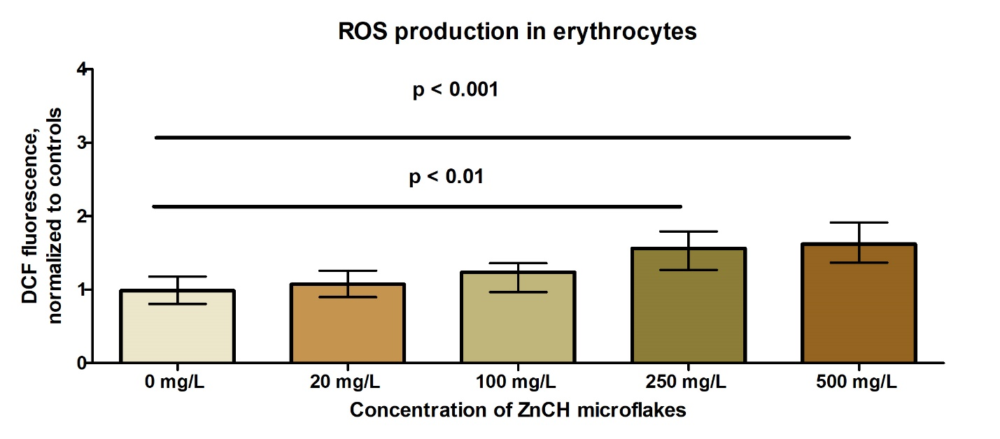 ROS production in erythrocytes
4
p < 0.001
3
p < 0.01
2
1
0
DCF fluorescence,
normalized to controls
0 mg/L
20 mg/L
100 mg/L
250 mg/L
500 mg/L
Concentration of ZnCH microflakes